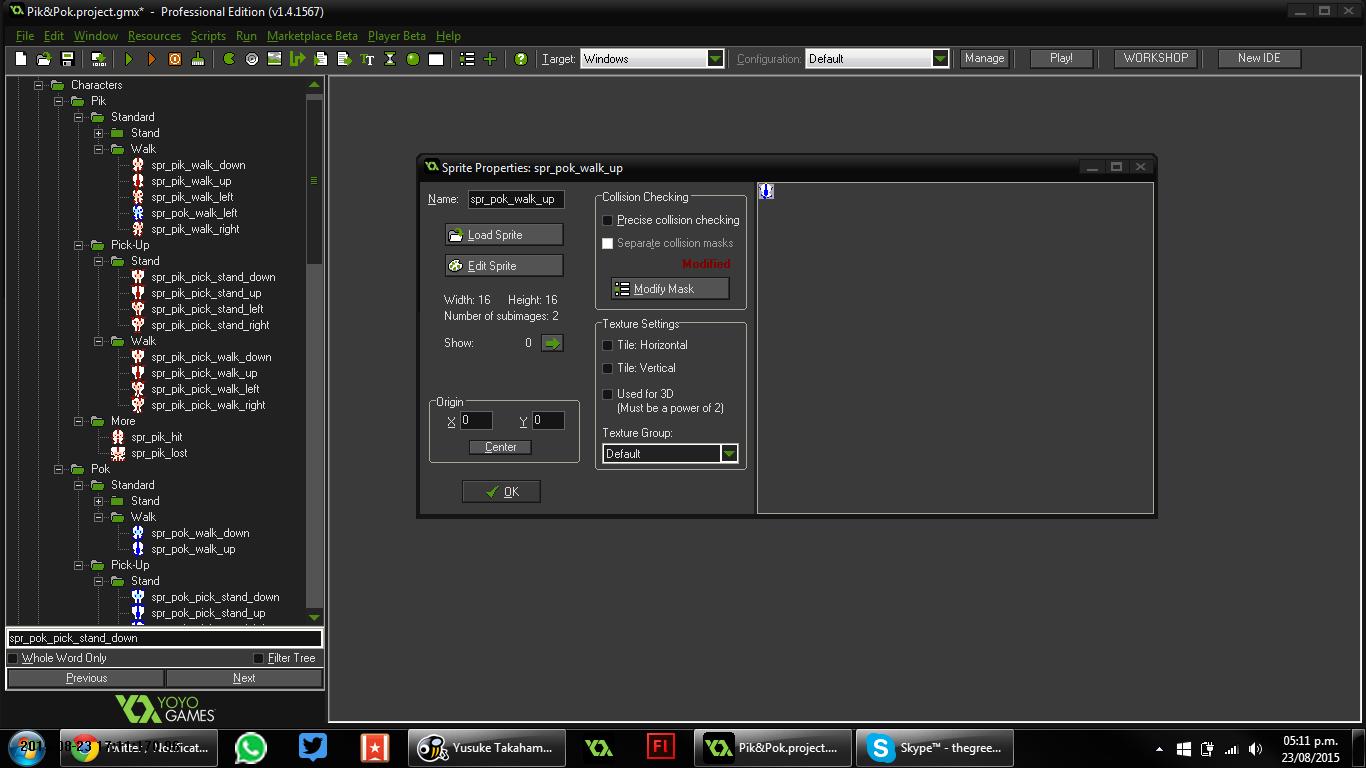 Pik&Pok.project.gmx* - Professional Edition (v1.4.1567)
File Edit Window Resources Scripts Run Marketplace Beta Player Beta Help
Target: Windows Configuration: Default Manage Play! WORKSHOP New IDE
Characters
Pik
Standard
Stand
Walk
spr_pik_walk_down
spr_pik_walk_up
spr_pik_walk_left
spr_pok_walk_left
spr_pik_walk_right
Pick-Up
Stand
spr_pik_pick_stand_down
spr_pik_pick_stand_up
spr_pik_pick_stand_left
spr_pik_pick_stand_right
Walk
spr_pik_pick_walk_down
spr_pik_pick_walk_up
spr_pik_pick_walk_left
spr_pik_pick_walk_right
More
spr_pik_hit
spr_pik_lost
Pok
Standard
Stand
Walk
spr_pok_walk_down
spr_pok_walk_up
Pick-Up
Stand
spr_pok_pick_stand_down
spr_pok_pick_stand_up
spr_pok_pick_stand_down
Whole Word Only Filter Tree
Previous Next
YOYO
GAMES
Sprite Properties: spr_pok_walk_up
Name: spr_pok_walk_up
Load Sprite
Edit Sprite
Width: 16 Height: 16
Number of subimages: 2
Show: 0
Origin
X 0 Y 0
Center
OK
Collision Checking
Precise collision checking
Separate collision masks
Modified
Modify Mask
Texture Settings
Tile: Horizontal
Tile: Vertical
Used for 3D
(Must be a power of 2)
Texture Group:
Default
Yusuke Takaham...
Fl
Pik&Pok.project....
Skype™ - thegree...
05:11 p.m.
23/08/2015